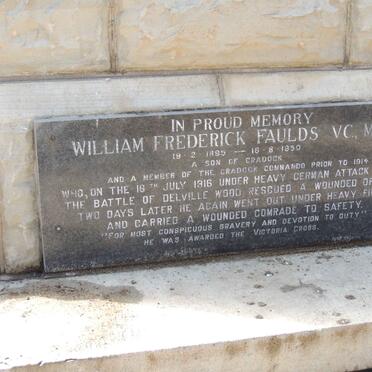 IN PROUD MEMORY
WILLIAM FREDERICK FAULDS VC, M
19-2-1895 — 16-8-1950
A SON OF CRADOCK
AND A MEMBER OF THE CRADOCK COMMANDO PRIOR TO 1914
WHO, ON THE 16TH JULY 1916 UNDER HEAVY GERMAN ATTACK
THE BATTLE OF DELVILLE WOOD RESCUED A WOUNDED OF
TWO DAYS LATER HE AGAIN WENT OUT UNDER HEAVY FI
AND CARRIED A WOUNDED COMRADE TO SAFETY.
"FOR MOST CONSPICUOUS BRAVERY AND DEVOTION TO DUTY"
HE WAS AWARDED THE VICTORIA CROSS.